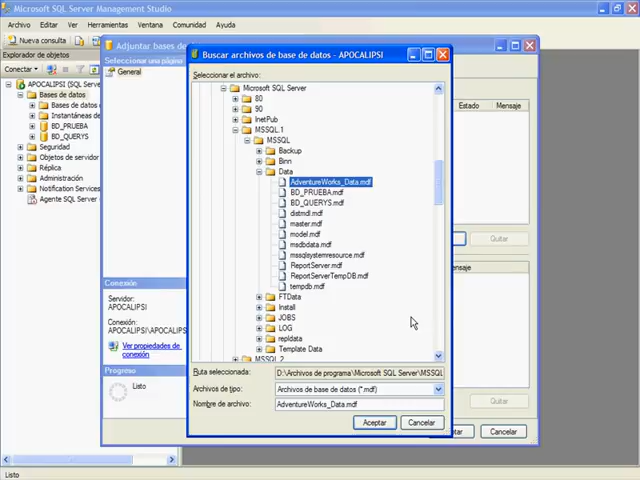 Microsoft SQL Server Management Studio
Archivo Editar Ver Herramientas Ventana Comunidad Ayuda
Nueva consulta
Explorador de objetos
Conectar
APOCALIPSI (SQL Serve
Bases de datos
Bases de datos
Instantáneas de
BD_PRUEBA
BD_QUERYS
Seguridad
Objetos de servidor
Réplica
Administración
Notification Services
Agente SQL Server
Listo
Adjuntar bases de
Seleccionar una página
General
Conexión
Servidor:
APOCALIPSI
Conexión:
APOCALIPSI\APOCALIPS
Ver propiedades de
conexión
Progreso
Listo
Estado Mensaje
Quitar
Mensaje
Quitar
Cancelar
Buscar archivos de base de datos - APOCALIPSI
Seleccionar el archivo:
Microsoft SQL Server
80
90
InetPub
MSSQL.1
MSSQL
Backup
Binn
Data
AdventureWorks_Data.mdf
BD_PRUEBA.mdf
BD_QUERYS.mdf
distmdl.mdf
master.mdf
model.mdf
msdbdata.mdf
mssqlsystemresource.mdf
ReportServer.mdf
ReportServerTempDB.mdf
tempdb.mdf
FTData
Install
JOBS
LOG
repldata
Template Data
MSSQL.2
Ruta seleccionada: D:\Archivos de programa\Microsoft SQL Server\MSSQL
Archivos de tipo: Archivos de base de datos (*.mdf)
Nombre de archivo: AdventureWorks_Data.mdf
Aceptar Cancelar